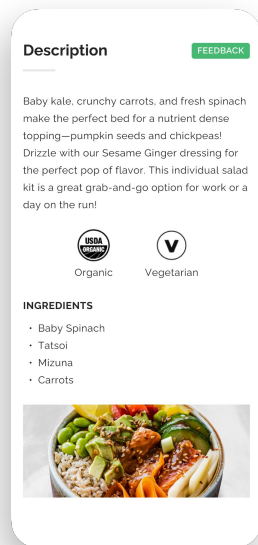 Description
FEEDBACK
Baby kale, crunchy carrots, and fresh spinach
make the perfect bed for a nutrient dense
topping—pumpkin seeds and chickpeas!
Drizzle with our Sesame Ginger dressing for
the perfect pop of flavor. This individual salad
kit is a great grab-and-go option for work or a
day on the run!
USDA
ORGANIC
V
Organic
Vegetarian
INGREDIENTS
• Baby Spinach
• Tatsoi
• Mizuna
• Carrots